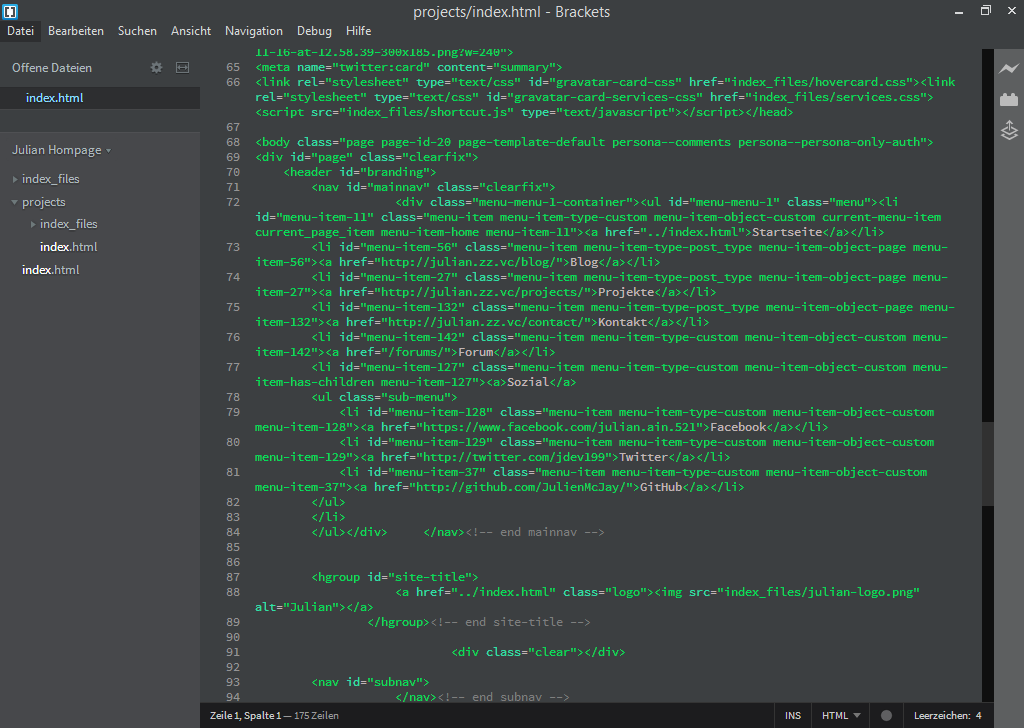 projects/index.html - Brackets
Datei Bearbeiten Suchen Ansicht Navigation Debug Hilfe
Offene Dateien
index.html
Julian Hompage
index_files
projects
index_files
index.html
index.html
11-16-at-12.58.39-300x185.png?w=240">
65 <meta name="twitter:card" content="summary">
66 <link rel="stylesheet" type="text/css" id="gravatar-card-css" href="index_files/hovercard.css"><link
rel="stylesheet" type="text/css" id="gravatar-card-services-css" href="index_files/services.css">
<script src="index_files/shortcut.js" type="text/javascript"></script></head>
67
68 <body class="page page-id-20 page-template-default persona--comments persona--persona-only-auth">
69 <div id="page" class="clearfix">
70 <header id="branding">
71 <nav id="mainnav" class="clearfix">
72 <div class="menu-menu-1-container"><ul id="menu-menu-1" class="menu"><li
id="menu-item-11" class="menu-item menu-item-type-custom menu-item-object-custom current-menu-item
current_page_item menu-item-home menu-item-11"><a href="../index.html">Startseite</a></li>
73 <li id="menu-item-56" class="menu-item menu-item-type-post_type menu-item-object-page menu-
item-56"><a href="http://julian.zz.vc/blog/">Blog</a></li>
74 <li id="menu-item-27" class="menu-item menu-item-type-post_type menu-item-object-page menu-
item-27"><a href="http://julian.zz.vc/projects/">Projekte</a></li>
75 <li id="menu-item-132" class="menu-item menu-item-type-post_type menu-item-object-page menu-
item-132"><a href="http://julian.zz.vc/contact/">Kontakt</a></li>
76 <li id="menu-item-142" class="menu-item menu-item-type-custom menu-item-object-custom menu-
item-142"><a href="/forums/">Forum</a></li>
77 <li id="menu-item-127" class="menu-item menu-item-type-custom menu-item-object-custom menu-
item-has-children menu-item-127"><a>Sozial</a>
78 <ul class="sub-menu">
79 <li id="menu-item-128" class="menu-item menu-item-type-custom menu-item-object-custom
menu-item-128"><a href="https://www.facebook.com/julian.ain.521">Facebook</a></li>
80 <li id="menu-item-129" class="menu-item menu-item-type-custom menu-item-object-custom
menu-item-129"><a href="http://twitter.com/jdev199">Twitter</a></li>
81 <li id="menu-item-37" class="menu-item menu-item-type-custom menu-item-object-custom
menu-item-37"><a href="http://github.com/JulienMcJay/">GitHub</a></li>
82 </ul>
83 </li>
84 </ul></div> </nav><!-- end mainnav -->
85
86
87 <hgroup id="site-title">
88 <a href="../index.html" class="logo"><img src="index_files/julian-logo.png"
alt="Julian"></a>
89 </hgroup><!-- end site-title -->
90
91 <div class="clear"></div>
92
93 <nav id="subnav">
94 </nav><!-- end subnav -->
Zeile 1, Spalte 1 — 175 Zeilen INS HTML Leerzeichen: 4